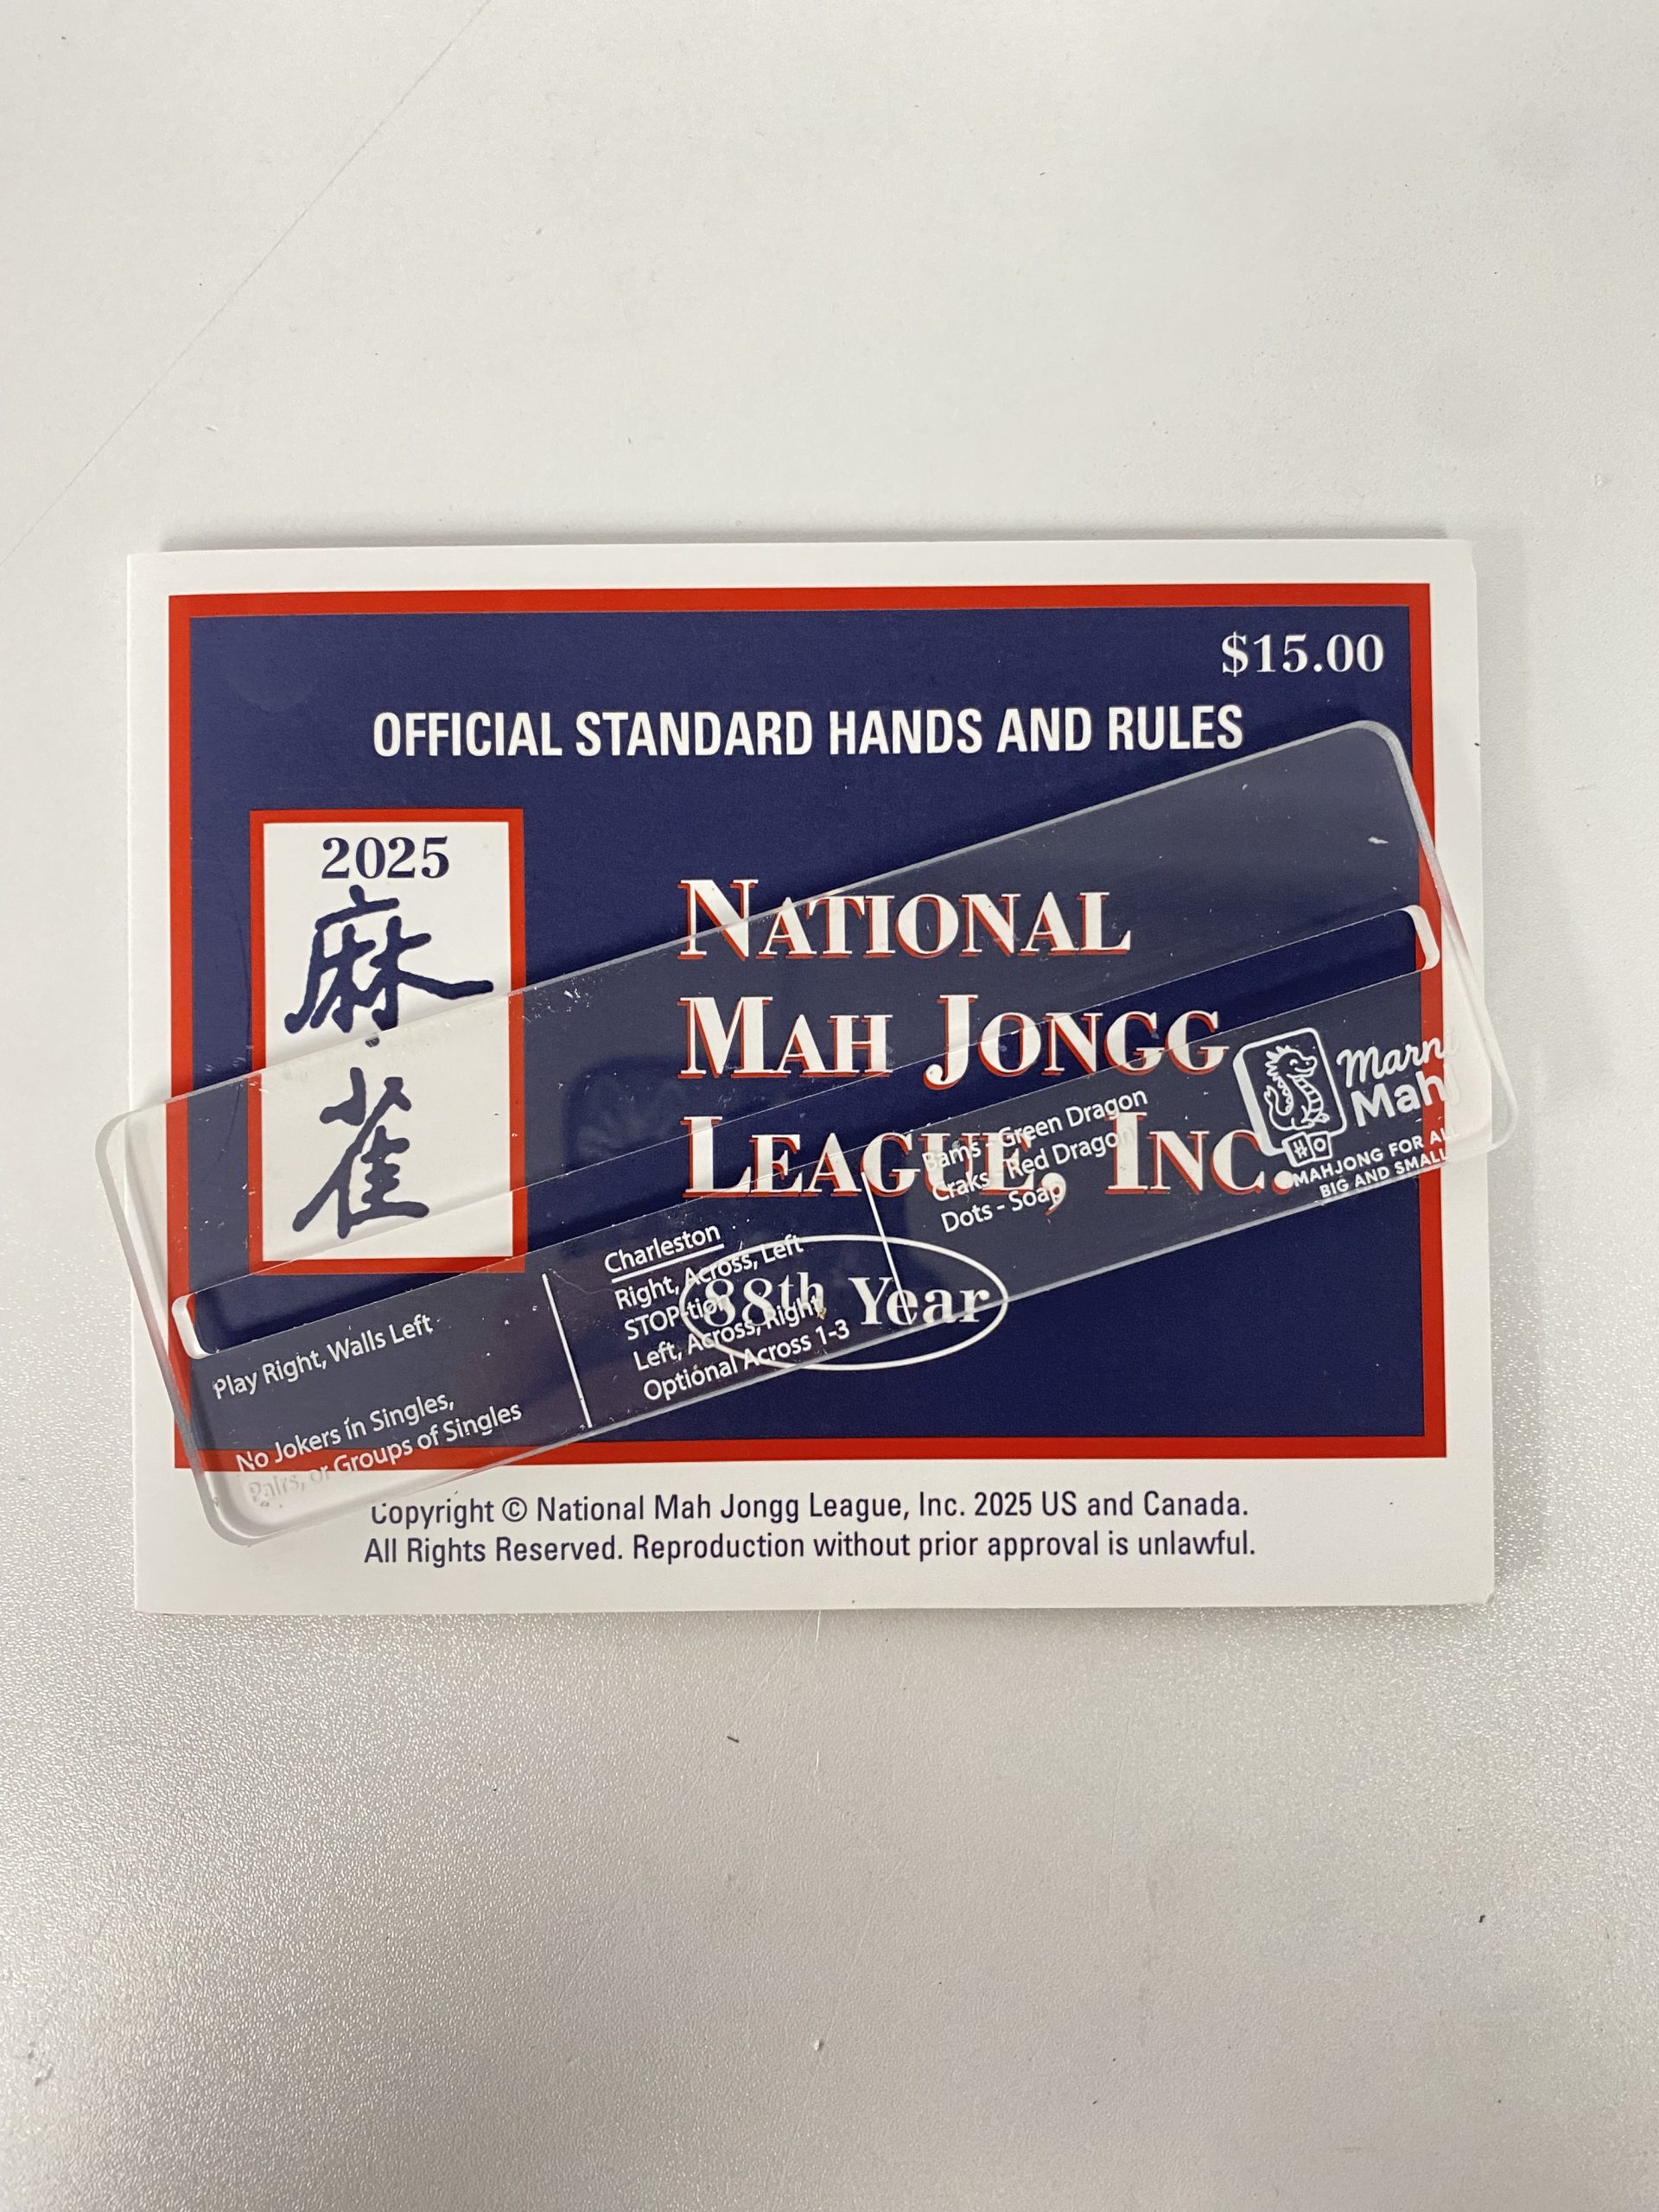 $15.00
OFFICIAL STANDARD HANDS AND RULES
2025
麻
雀
NATIONAL
MAH JONGG
LEAGUE, INC.
88th Year
Play Right, Walls Left
No Jokers in Singles,
Pairs, or Groups of Singles
Charleston
Right, Across, Left
STOP
Left, Across, Right
Optional Across 1-3
Bams - Green Dragon
Craks - Red Dragon
Dots - Soap
Mah
MAHJONG FOR
BIG AND SMALL
Copyright © National Mah Jongg League, Inc. 2025 US and Canada.
All Rights Reserved. Reproduction without prior approval is unlawful.